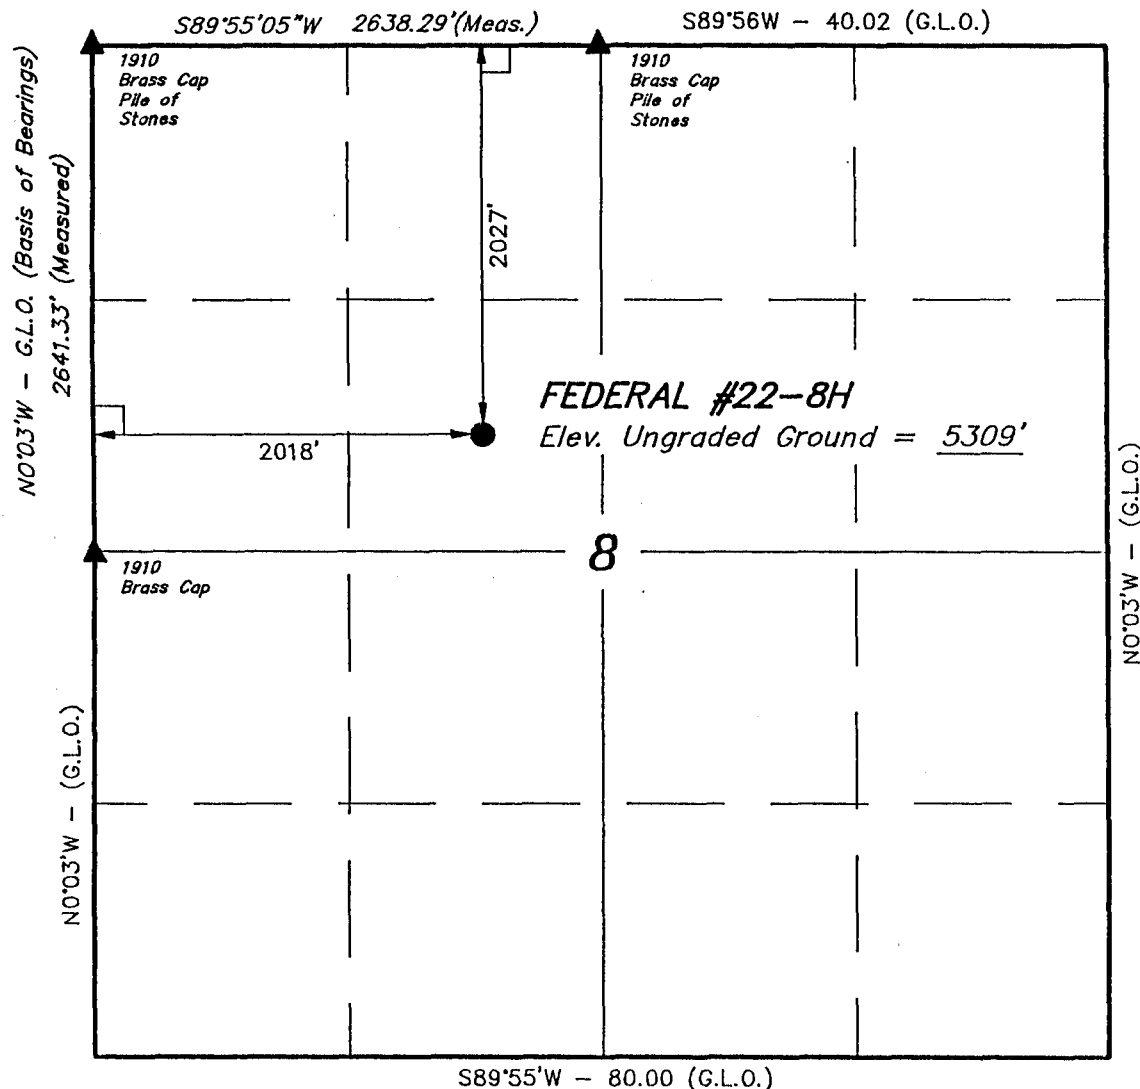 S89°55'05"W 2638.29'(Meas.)
S89°56W – 40.02 (G.L.O.)
1910
Brass Cap
Pile of
Stones
1910
Brass Cap
Pile of
Stones
N0°03'W – G.L.O. (Basis of Bearings)
2641.33' (Measured)
2027'
FEDERAL #22–8H
Elev. Ungraded Ground = 5309'
2018'
8
1910
Brass Cap
N0°03'W – (G.L.O.)
N0°03'W – (G.L.O.)
S89°55'W – 80.00 (G.L.O.)